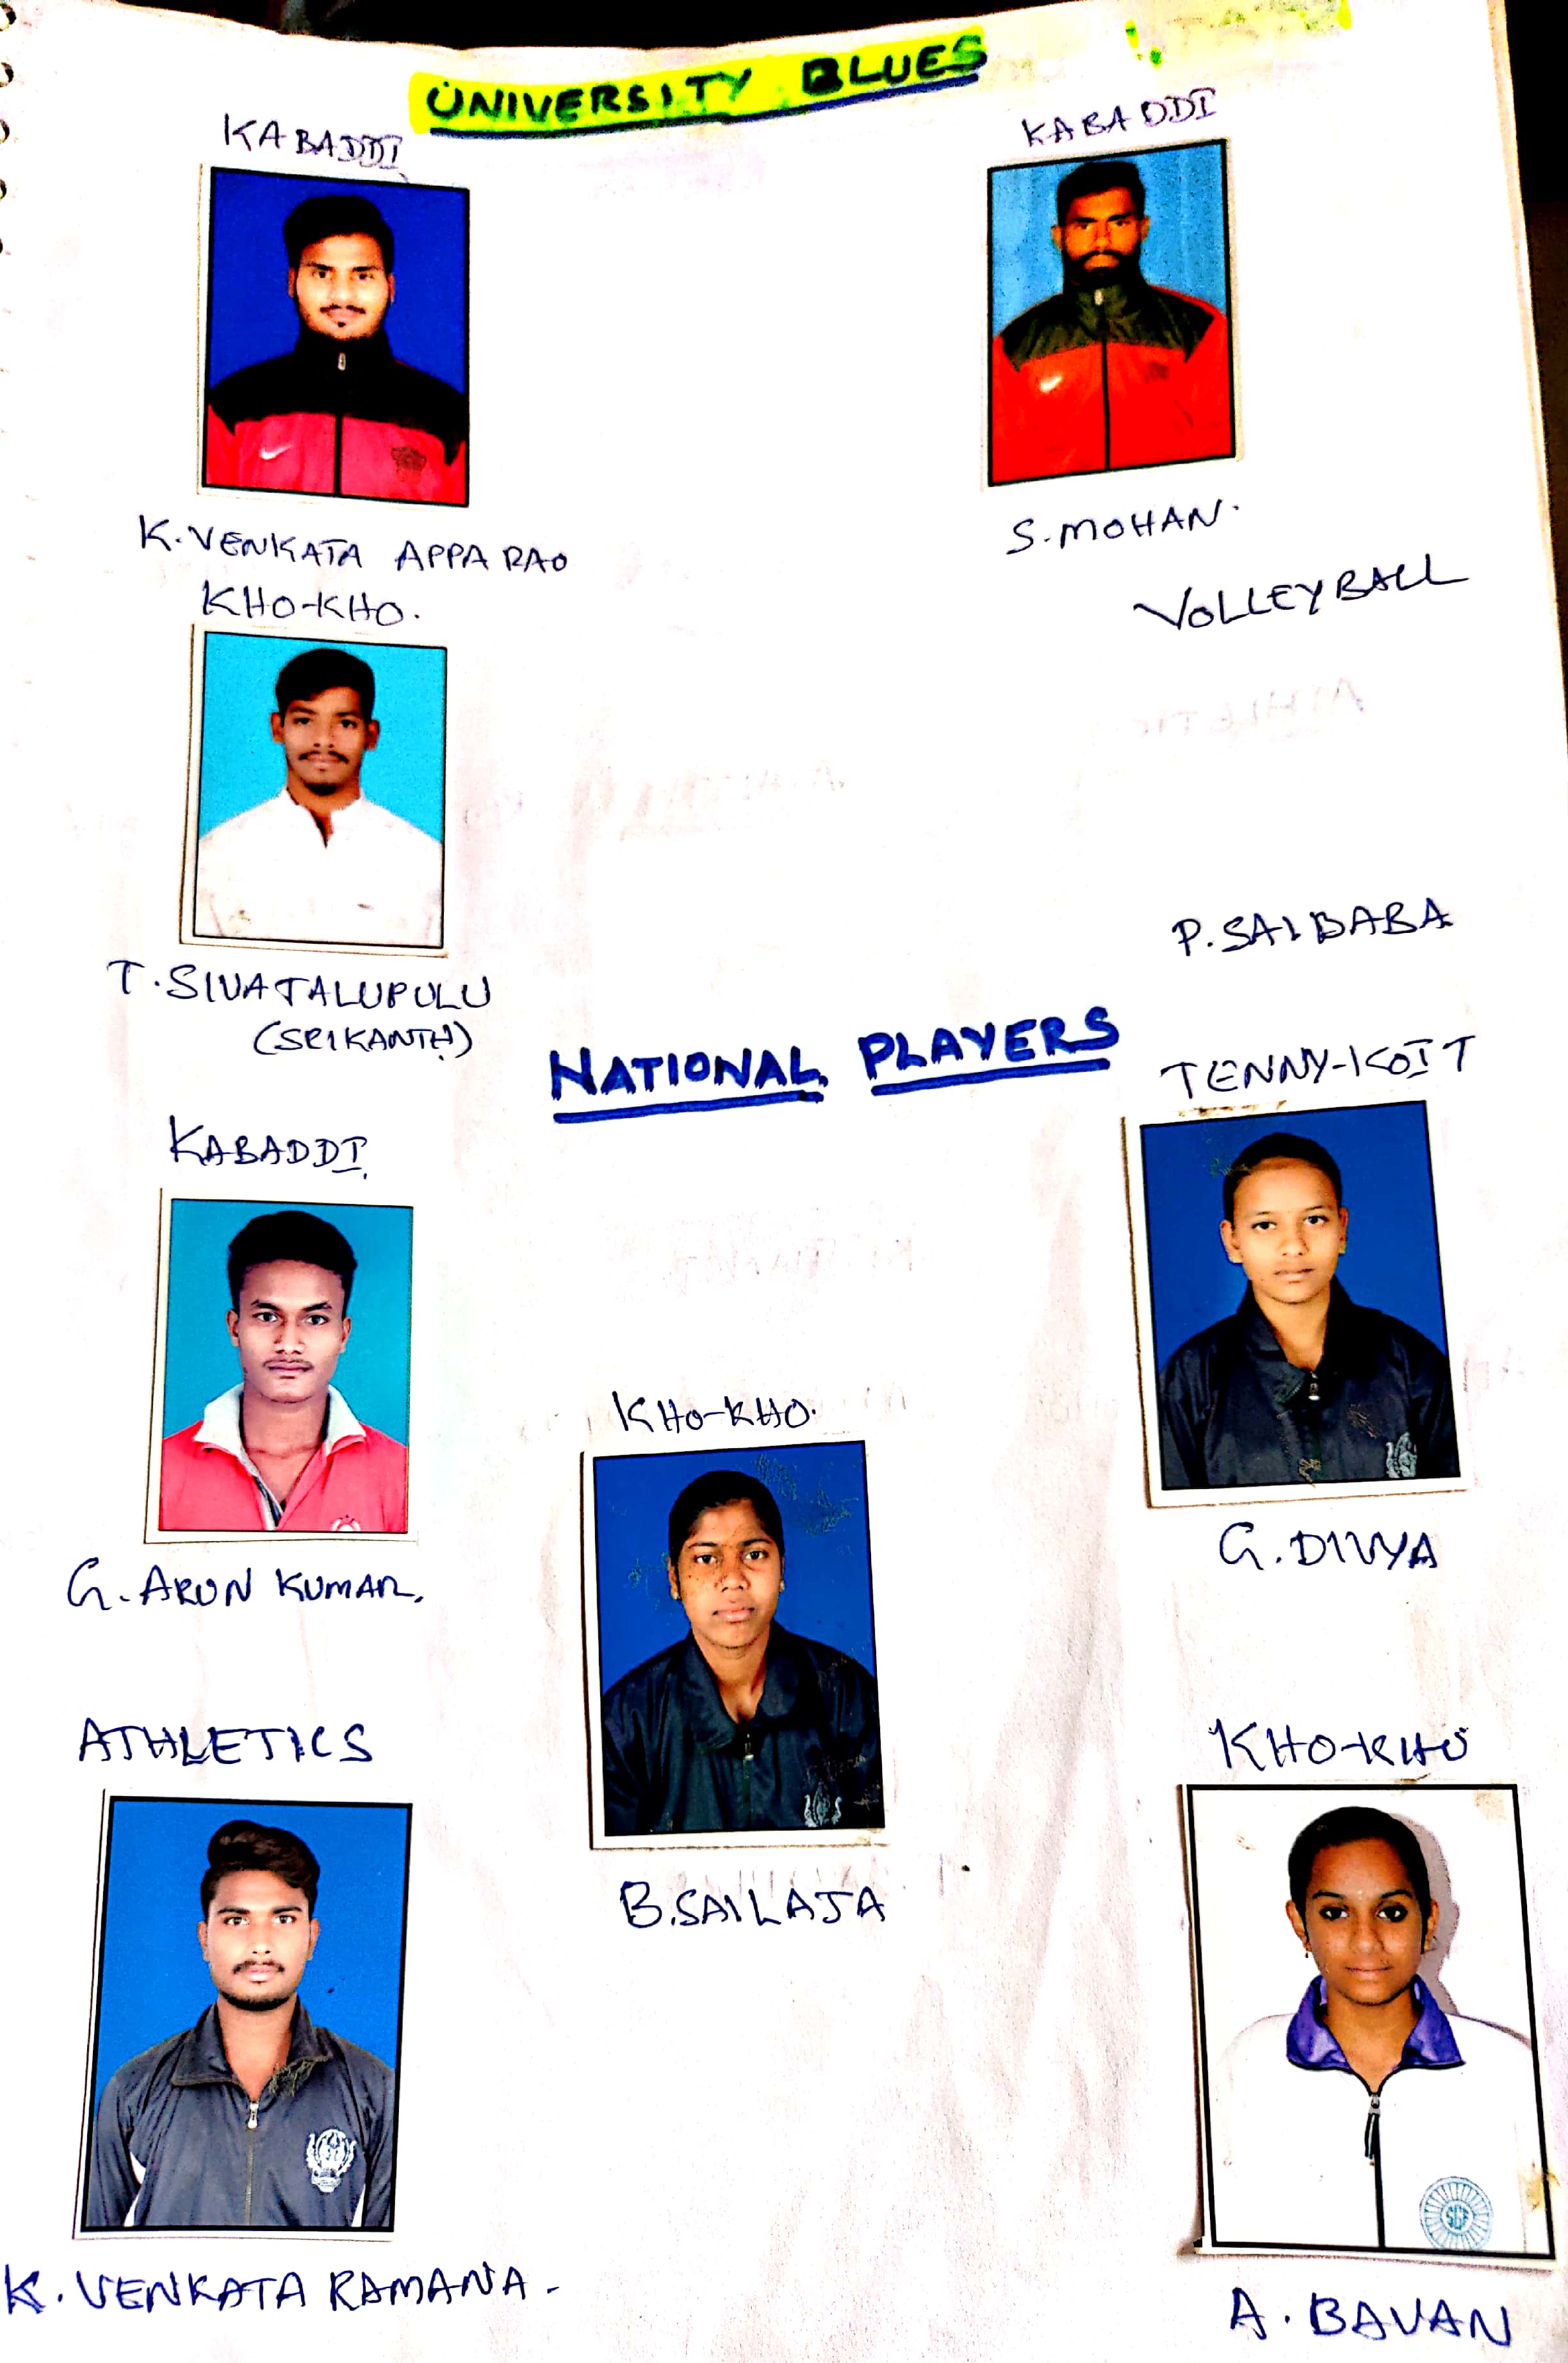 UNIVERSITY BLUES
KABADDI
KABADDI
K. VENKATA APPA RAO
S. MOHAN.
KHO-KHO.
VOLLEYBALL
T. SIVATALUPULU
(SRIKANTH)
P. SAIBABA
NATIONAL PLAYERS
KABADDI
TENNY-KOIT
G. ARUN KUMAR.
KHO-KHO.
G. DIVYA
B. SAILAJA
ATHLETICS
KHO-KHO
K. VENKATA RAMANA -
A. BAVAN